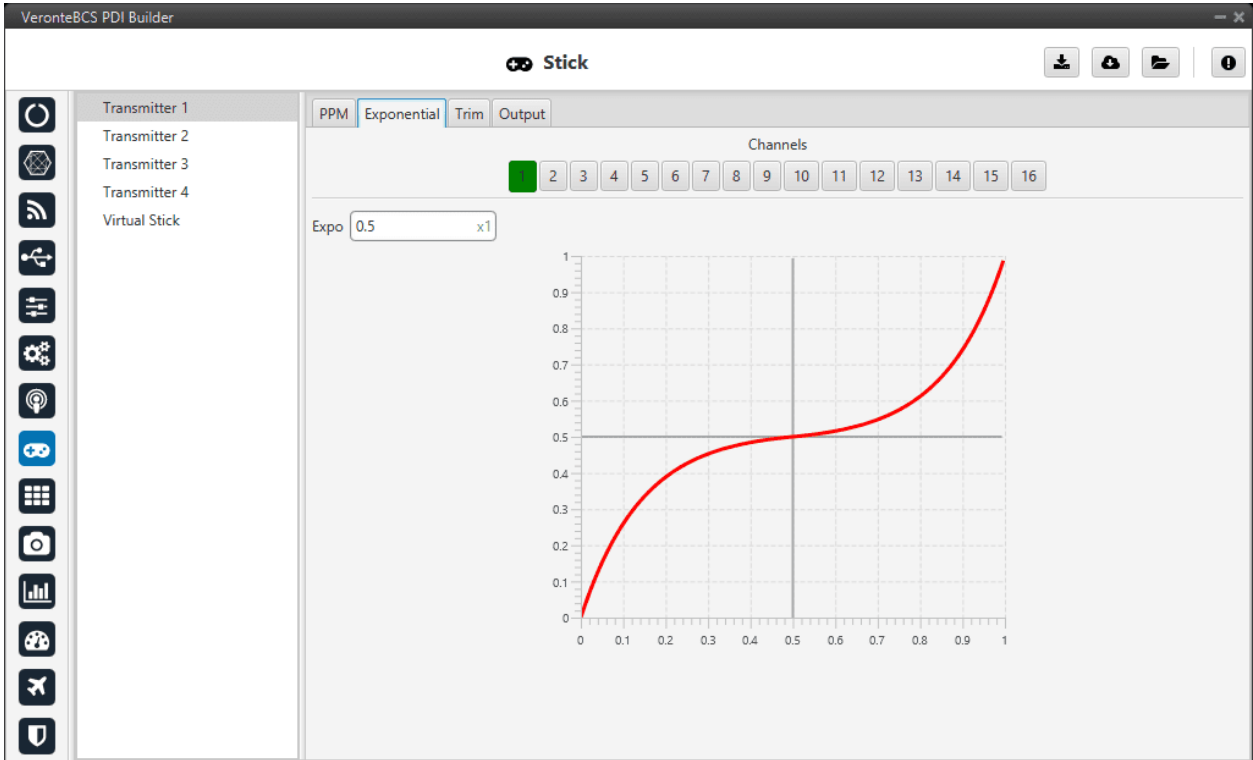 VeronteBCS PDI Builder
Stick
Transmitter 1
Transmitter 2
Transmitter 3
Transmitter 4
Virtual Stick
PPM Exponential Trim Output
Channels
1 2 3 4 5 6 7 8 9 10 11 12 13 14 15 16
Expo 0.5 x1
1
0.9
0.8
0.7
0.6
0.5
0.4
0.3
0.2
0.1
0
0 0.1 0.2 0.3 0.4 0.5 0.6 0.7 0.8 0.9 1